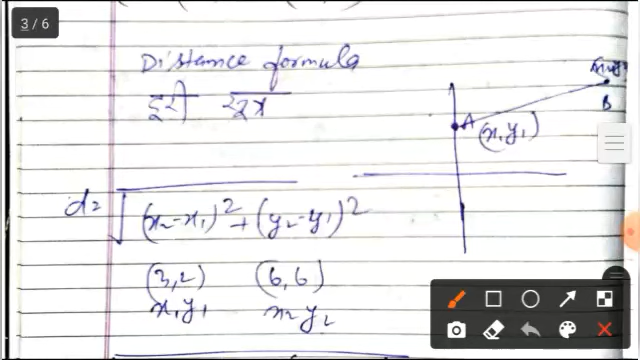 3 / 6
Distance formula
दूरी सूत्र
A (x₁ y₁)
B
d= √(x₂-x₁)² + (y₂-y₁)²
(3,2) (6,6)
x₁ y₁ x₂ y₂